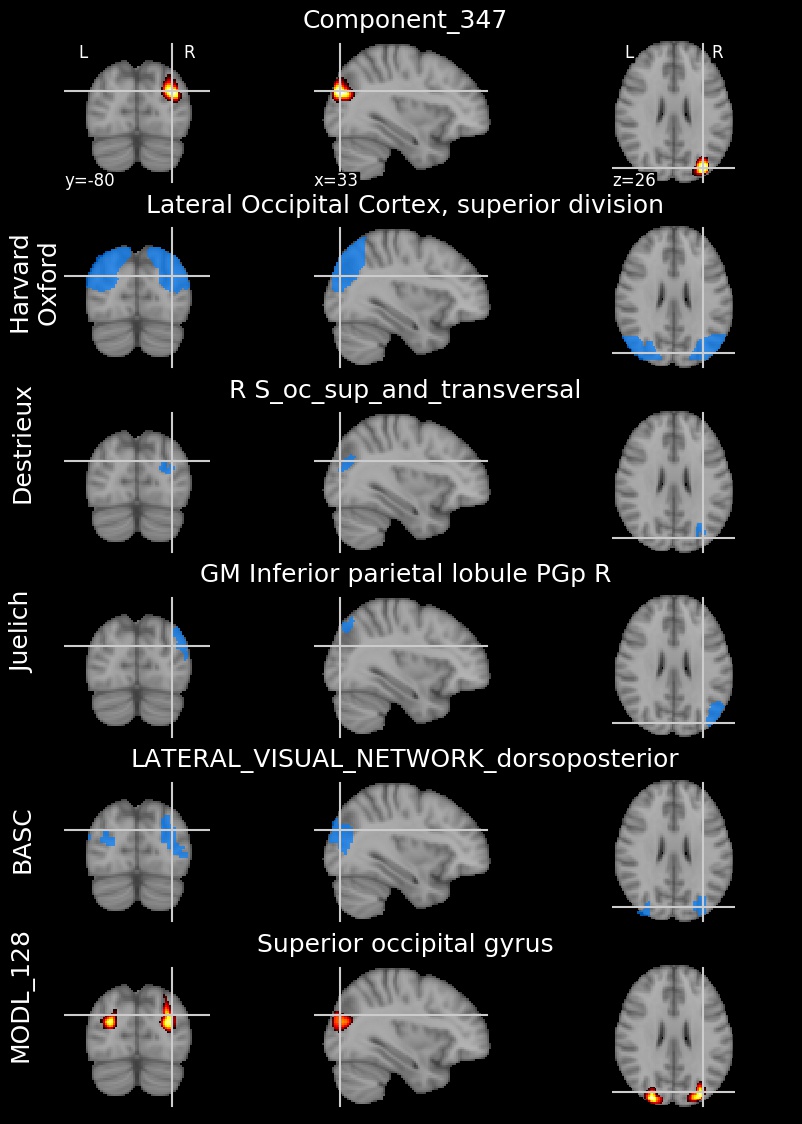 Component_347
L R L R
y=-80 x=33 z=26
Lateral Occipital Cortex, superior division
Harvard
Oxford
R S_oc_sup_and_transversal
Destrieux
GM Inferior parietal lobule PGp R
Juelich
LATERAL_VISUAL_NETWORK_dorsoposterior
BASC
Superior occipital gyrus
MODL_128